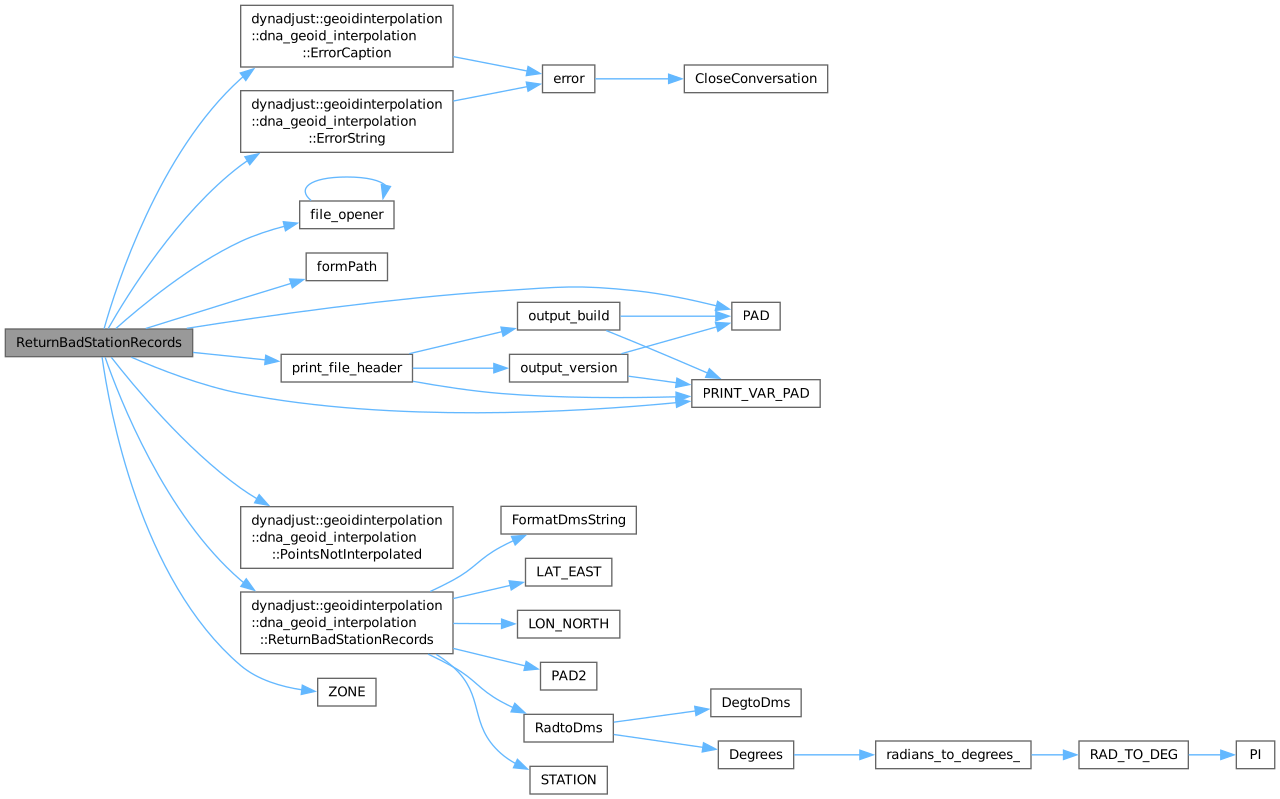 dynadjust::geoidinterpolation
::dna_geoid_interpolation
::ErrorCaption
error
CloseConversation
dynadjust::geoidinterpolation
::dna_geoid_interpolation
::ErrorString
file_opener
formPath
ReturnBadStationRecords
output_build
PAD
print_file_header
output_version
PRINT_VAR_PAD
dynadjust::geoidinterpolation
::dna_geoid_interpolation
::PointsNotInterpolated
FormatDmsString
LAT_EAST
dynadjust::geoidinterpolation
::dna_geoid_interpolation
::ReturnBadStationRecords
LON_NORTH
PAD2
ZONE
RadtoDms
DegtoDms
Degrees
radians_to_degrees_
RAD_TO_DEG
PI
STATION